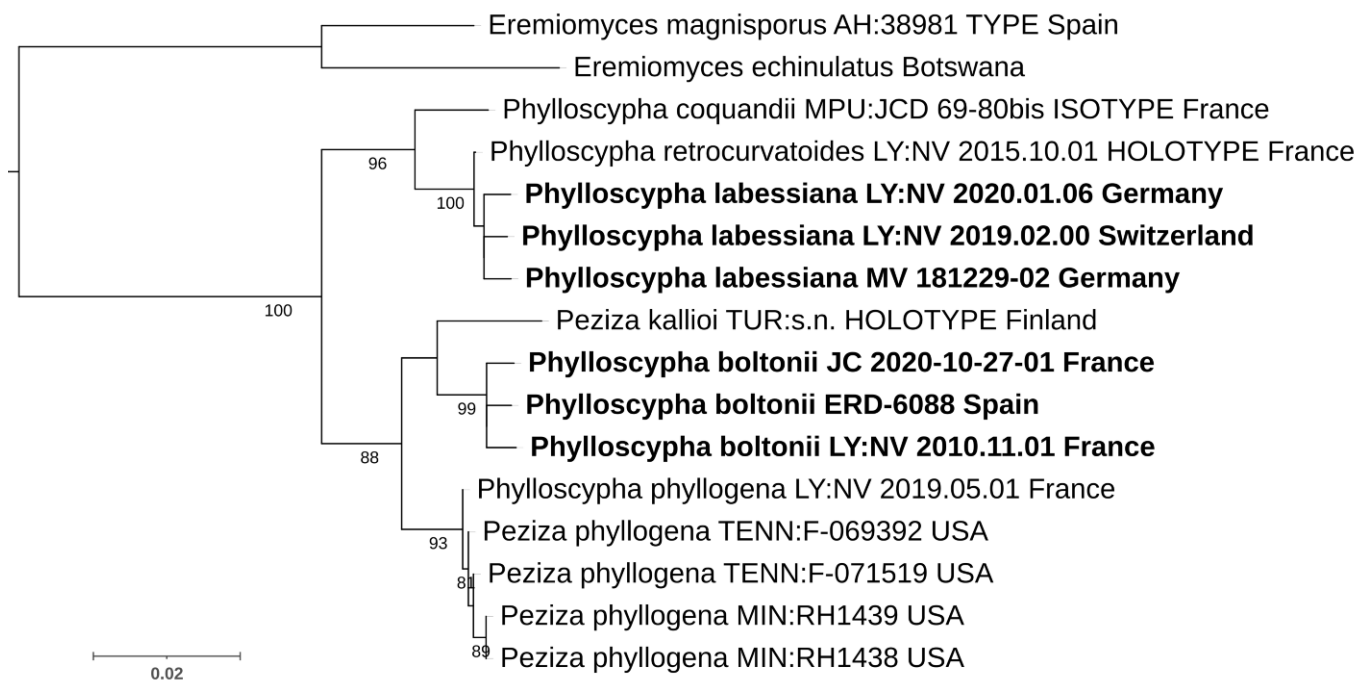 Eremiomyces magnisporus AH:38981 TYPE Spain
Eremiomyces echinulatus Botswana
Phylloscypha coquandii MPU:JCD 69-80bis ISOTYPE France
96
Phylloscypha retrocurvatoides LY:NV 2015.10.01 HOLOTYPE France
Phylloscypha labessiana LY:NV 2020.01.06 Germany
100
Phylloscypha labessiana LY:NV 2019.02.00 Switzerland
Phylloscypha labessiana MV 181229-02 Germany
100
Peziza kallioi TUR:s.n. HOLOTYPE Finland
Phylloscypha boltonii JC 2020-10-27-01 France
99
Phylloscypha boltonii ERD-6088 Spain
Phylloscypha boltonii LY:NV 2010.11.01 France
88
Phylloscypha phyllogena LY:NV 2019.05.01 France
Peziza phyllogena TENN:F-069392 USA
93
Peziza phyllogena TENN:F-071519 USA
81
Peziza phyllogena MIN:RH1439 USA
89
Peziza phyllogena MIN:RH1438 USA
0.02